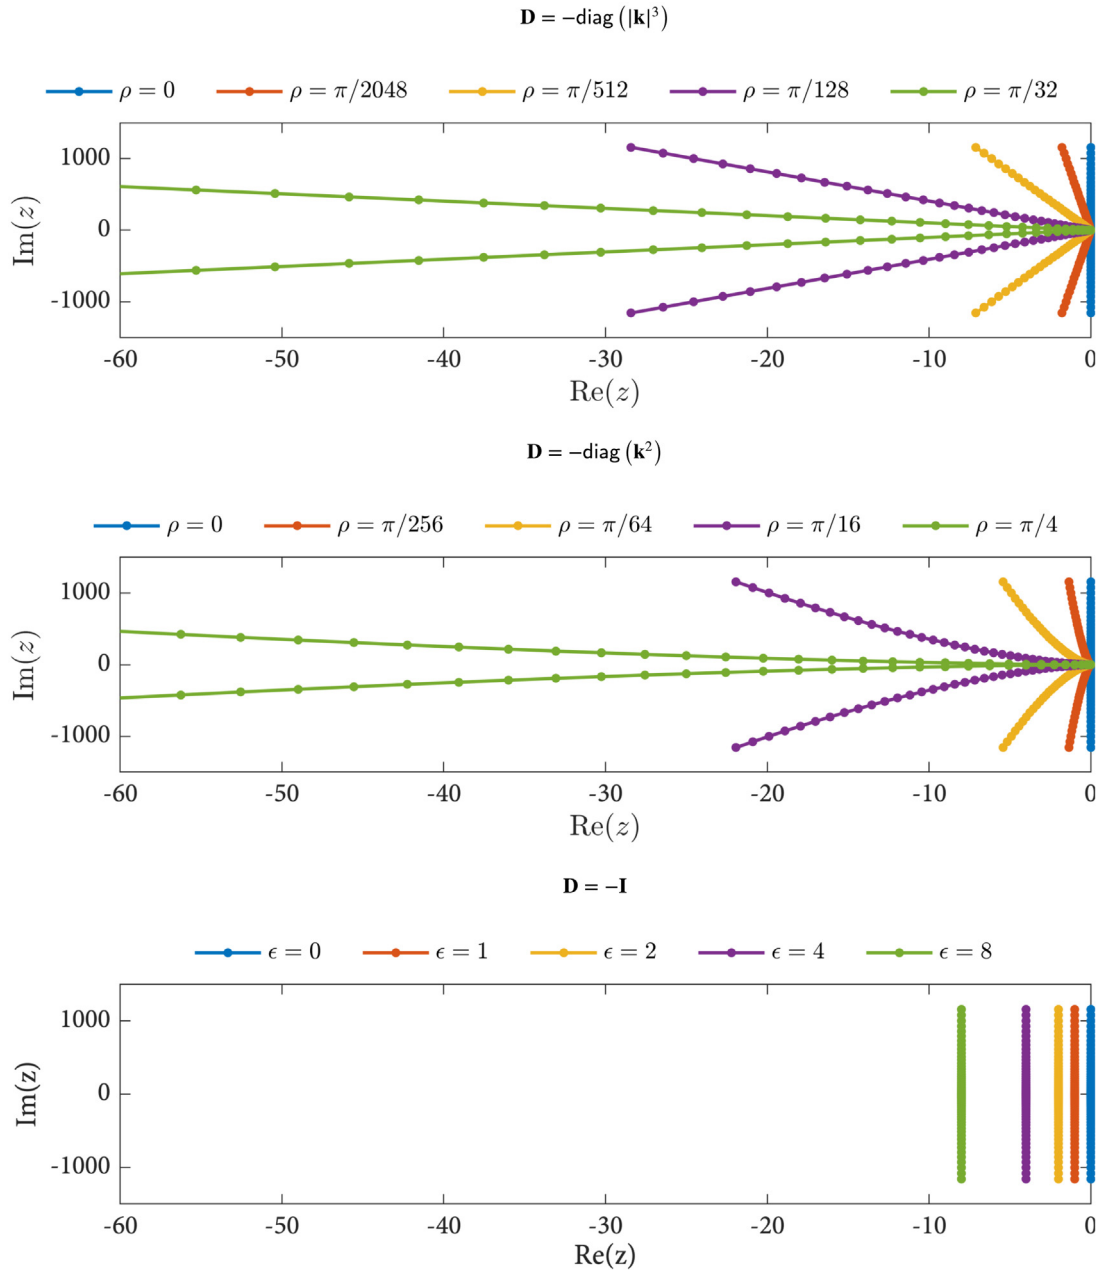 D = −diag (|k|³)
ρ = 0 ρ = π/2048 ρ = π/512 ρ = π/128 ρ = π/32
1000
0
-1000
Im(z)
-60 -50 -40 -30 -20 -10 0
Re(z)
D = −diag (k²)
ρ = 0 ρ = π/256 ρ = π/64 ρ = π/16 ρ = π/4
1000
0
-1000
Im(z)
-60 -50 -40 -30 -20 -10 0
Re(z)
D = −I
ϵ = 0 ϵ = 1 ϵ = 2 ϵ = 4 ϵ = 8
1000
0
-1000
Im(z)
-60 -50 -40 -30 -20 -10 0
Re(z)